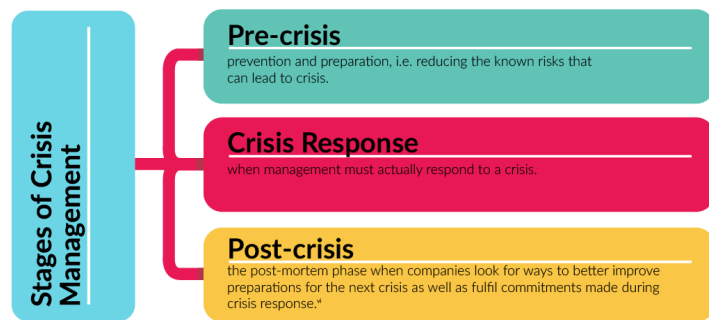 Stages of Crisis
Management
Pre-crisis
prevention and preparation, i.e. reducing the known risks that
can lead to crisis.
Crisis Response
when management must actually respond to a crisis.
Post-crisis
the post-mortem phase when companies look for ways to better improve
preparations for the next crisis as well as fulfil commitments made during
crisis response.ᵛⁱ